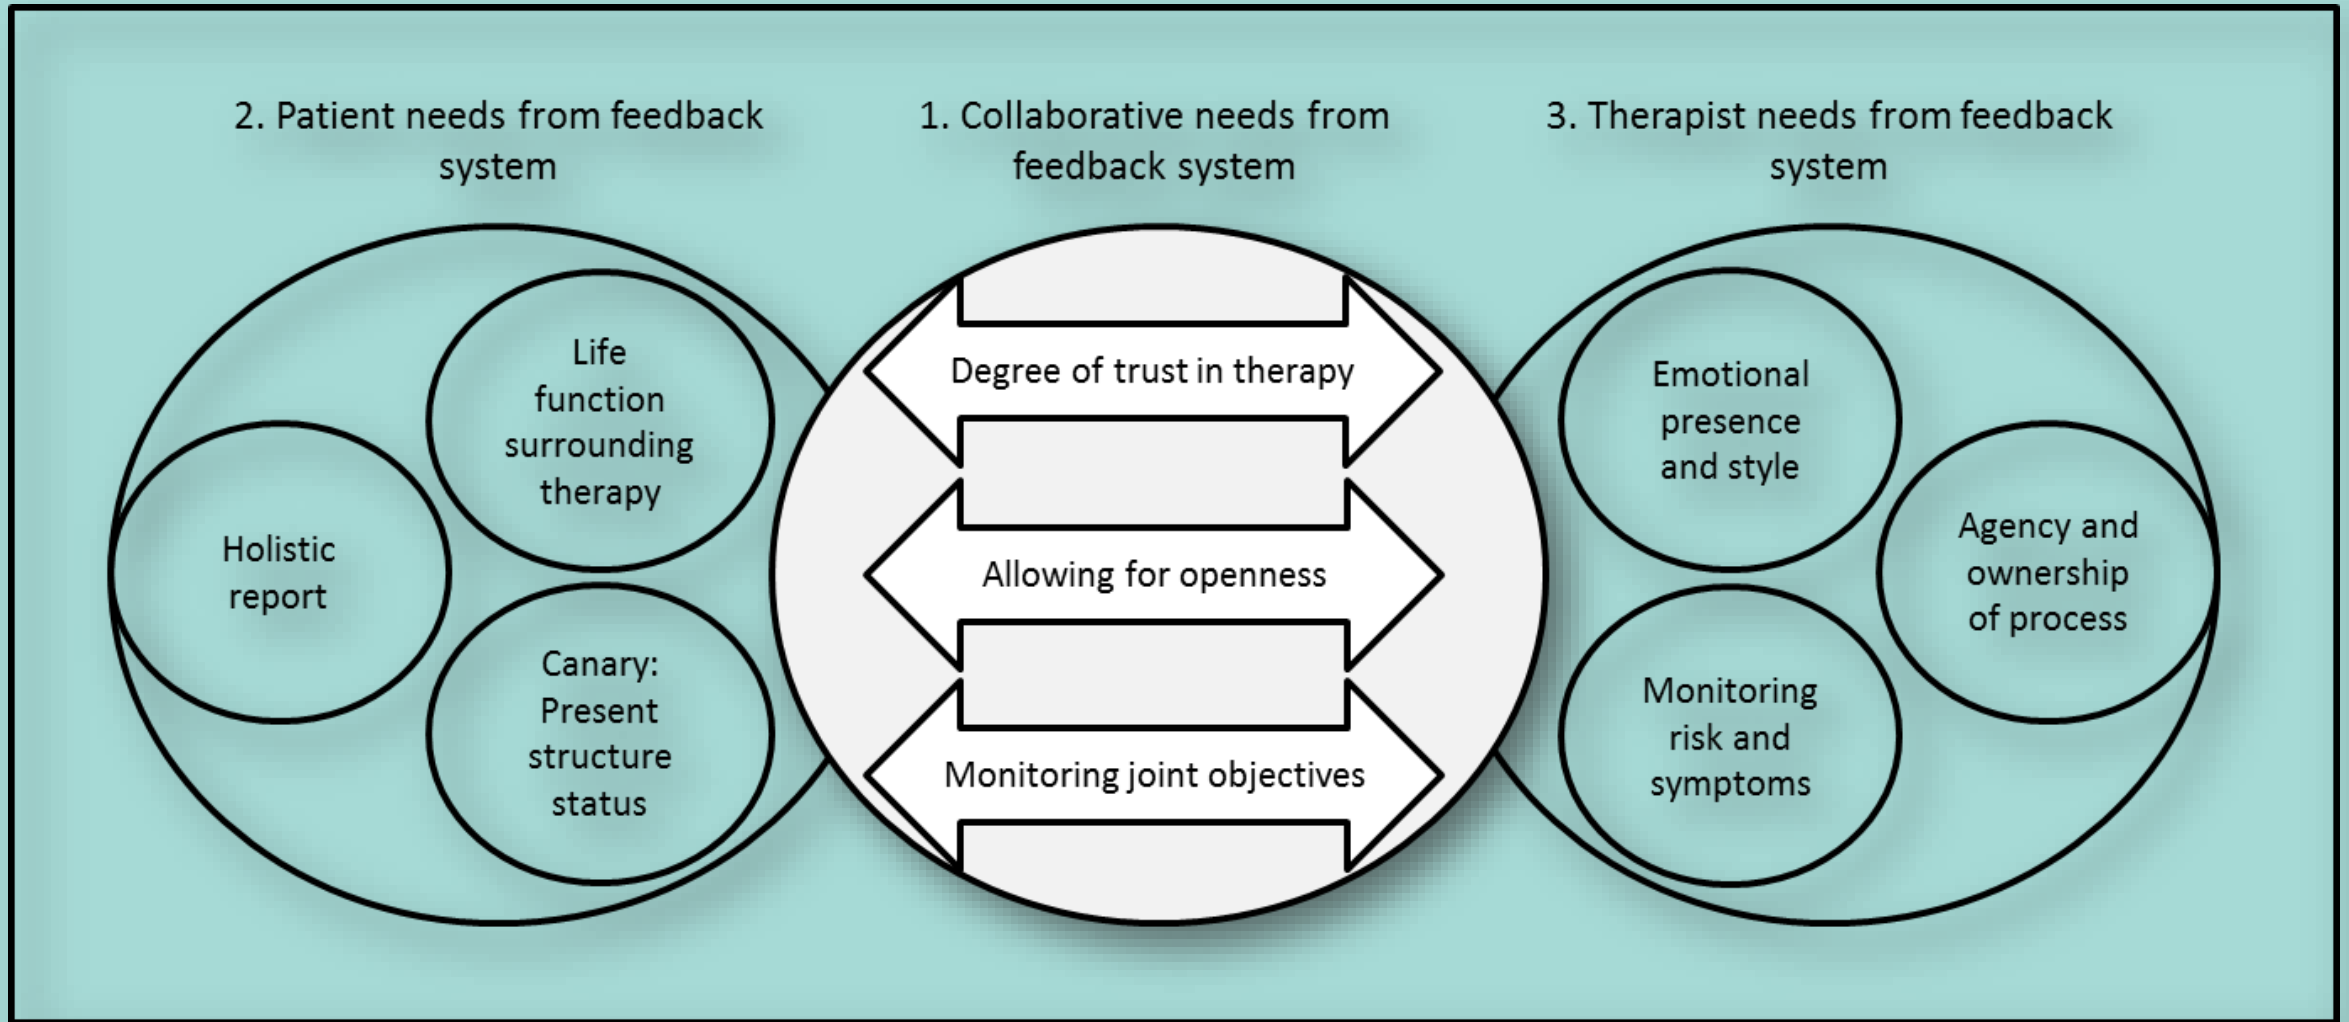 2. Patient needs from feedback
system
1. Collaborative needs from
feedback system
3. Therapist needs from feedback
system
Life
function
surrounding
therapy
Holistic
report
Canary:
Present
structure
status
Degree of trust in therapy
Allowing for openness
Monitoring joint objectives
Emotional
presence
and style
Agency and
ownership
of process
Monitoring
risk and
symptoms